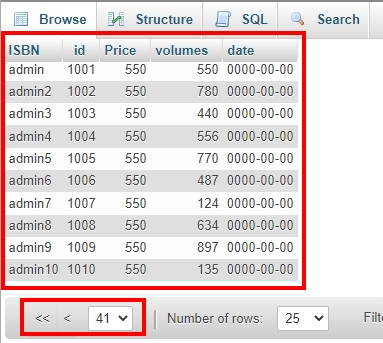 Browse Structure SQL Search
ISBN id Price volumes date
admin 1001 550 550 0000-00-00
admin2 1002 550 780 0000-00-00
admin3 1003 550 440 0000-00-00
admin4 1004 550 556 0000-00-00
admin5 1005 550 770 0000-00-00
admin6 1006 550 487 0000-00-00
admin7 1007 550 124 0000-00-00
admin8 1008 550 634 0000-00-00
admin9 1009 550 897 0000-00-00
admin10 1010 550 135 0000-00-00
<< < 41 | Number of rows: 25 Filte